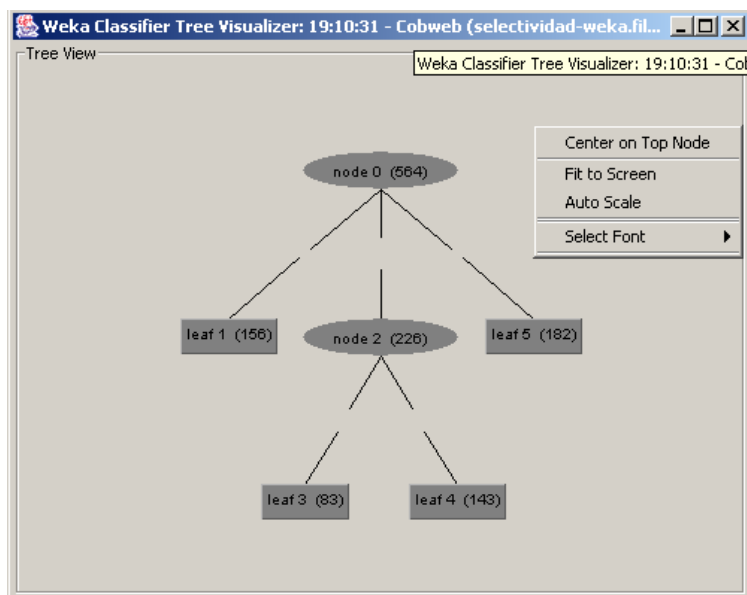 Weka Classifier Tree Visualizer: 19:10:31 - Cobweb (selectividad-weka.fil...
Tree View
Weka Classifier Tree Visualizer: 19:10:31 - Col
Center on Top Node
Fit to Screen
Auto Scale
Select Font
node 0 (564)
leaf 1 (156)
node 2 (226)
leaf 5 (182)
leaf 3 (83)
leaf 4 (143)